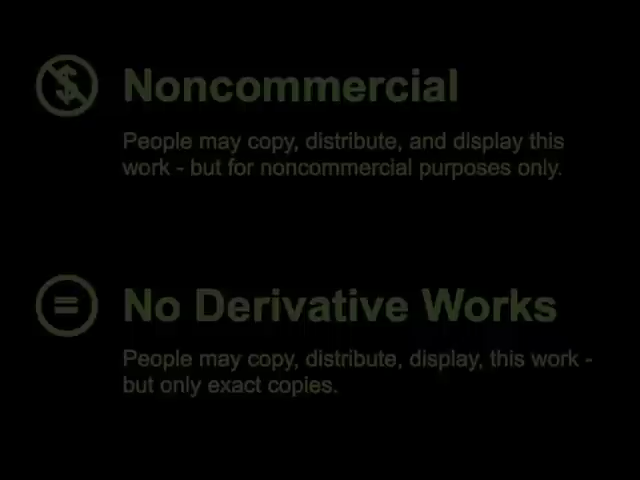 Noncommercial
People may copy, distribute, and display this
work - but for noncommercial purposes only.
No Derivative Works
People may copy, distribute, display, this work -
but only exact copies.